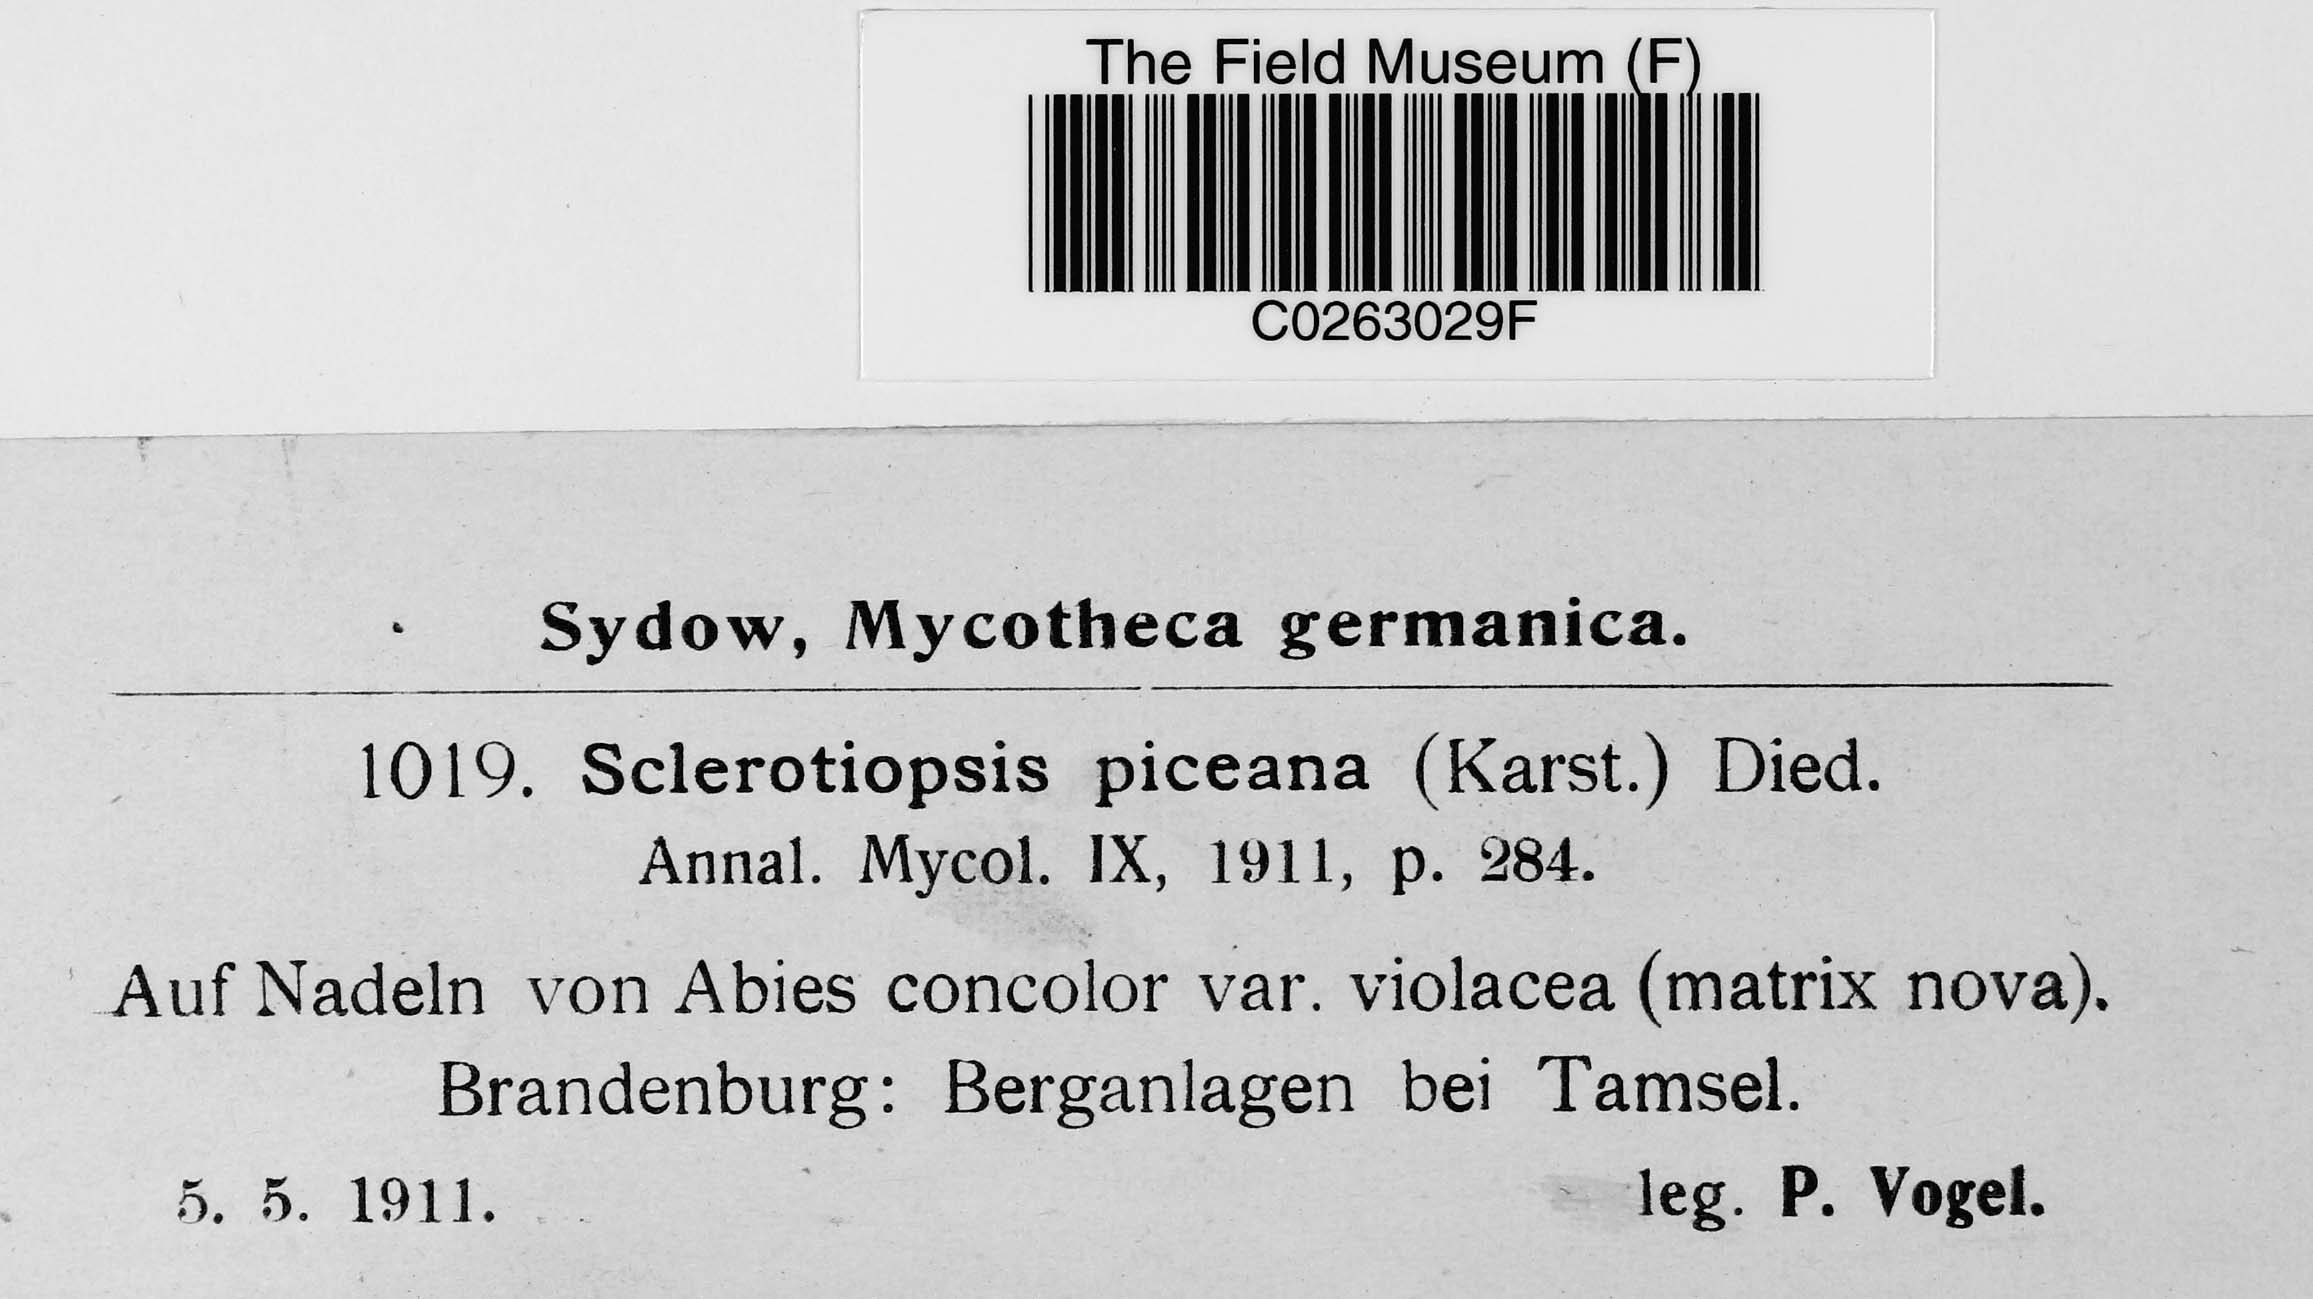 The Field Museum (F)
C0263029F
Sydow, Mycotheca germanica.
1019. Sclerotiopsis piceana (Karst.) Died.
Annal. Mycol. IX, 1911, p. 284.
Auf Nadeln von Abies concolor var. violacea (matrix nova).
Brandenburg: Berganlagen bei Tamsel.
5. 5. 1911. leg. P. Vogel.